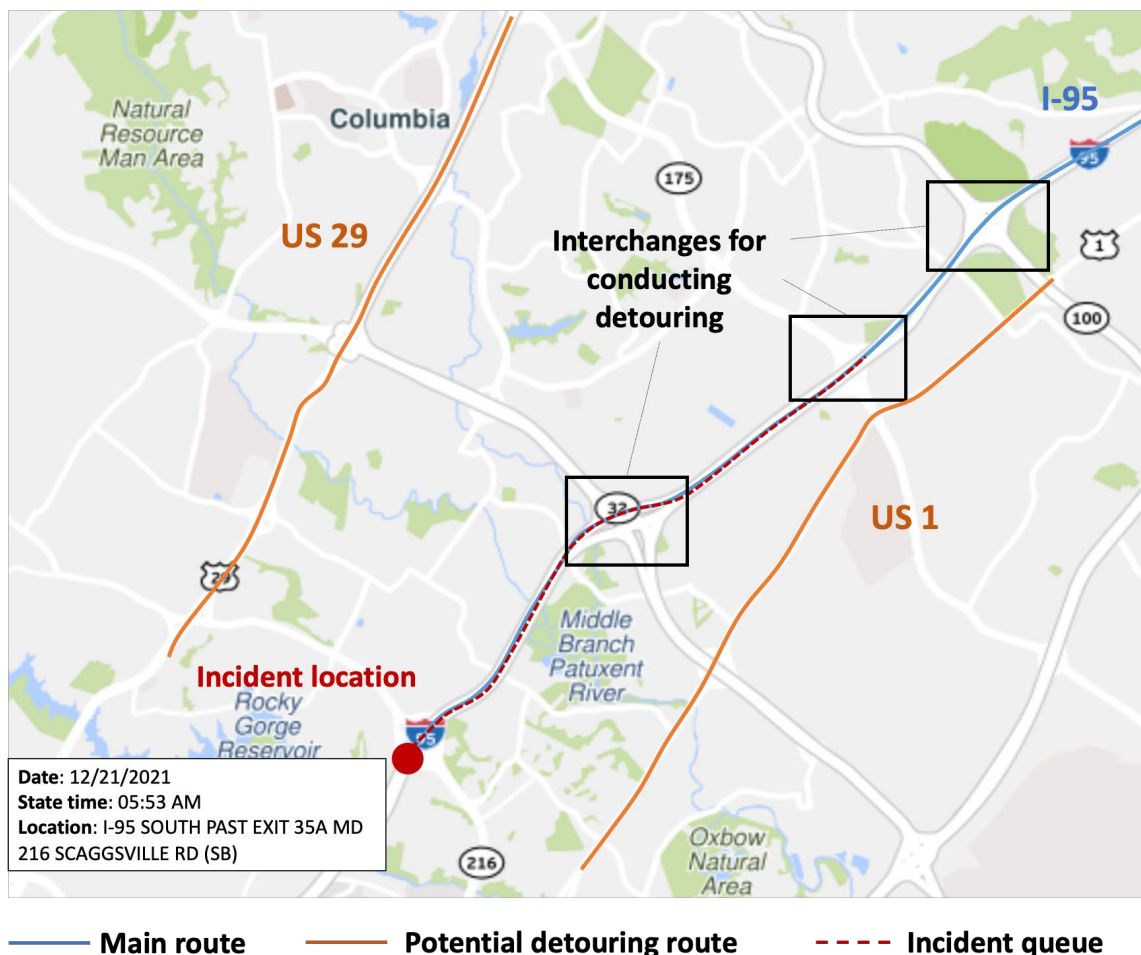 I-95
95
Natural
Resource
Man Area
Columbia
175
US 29
Interchanges for
conducting
detouring
1
100
32
US 1
29
Middle
Branch
Patuxent
River
Incident location
Rocky
Gorge
Reservoir
95
Date: 12/21/2021
State time: 05:53 AM
Location: I-95 SOUTH PAST EXIT 35A MD
216 SCAGGSVILLE RD (SB)
216
Oxbow
Natural
Area
Main route
Potential detouring route
Incident queue